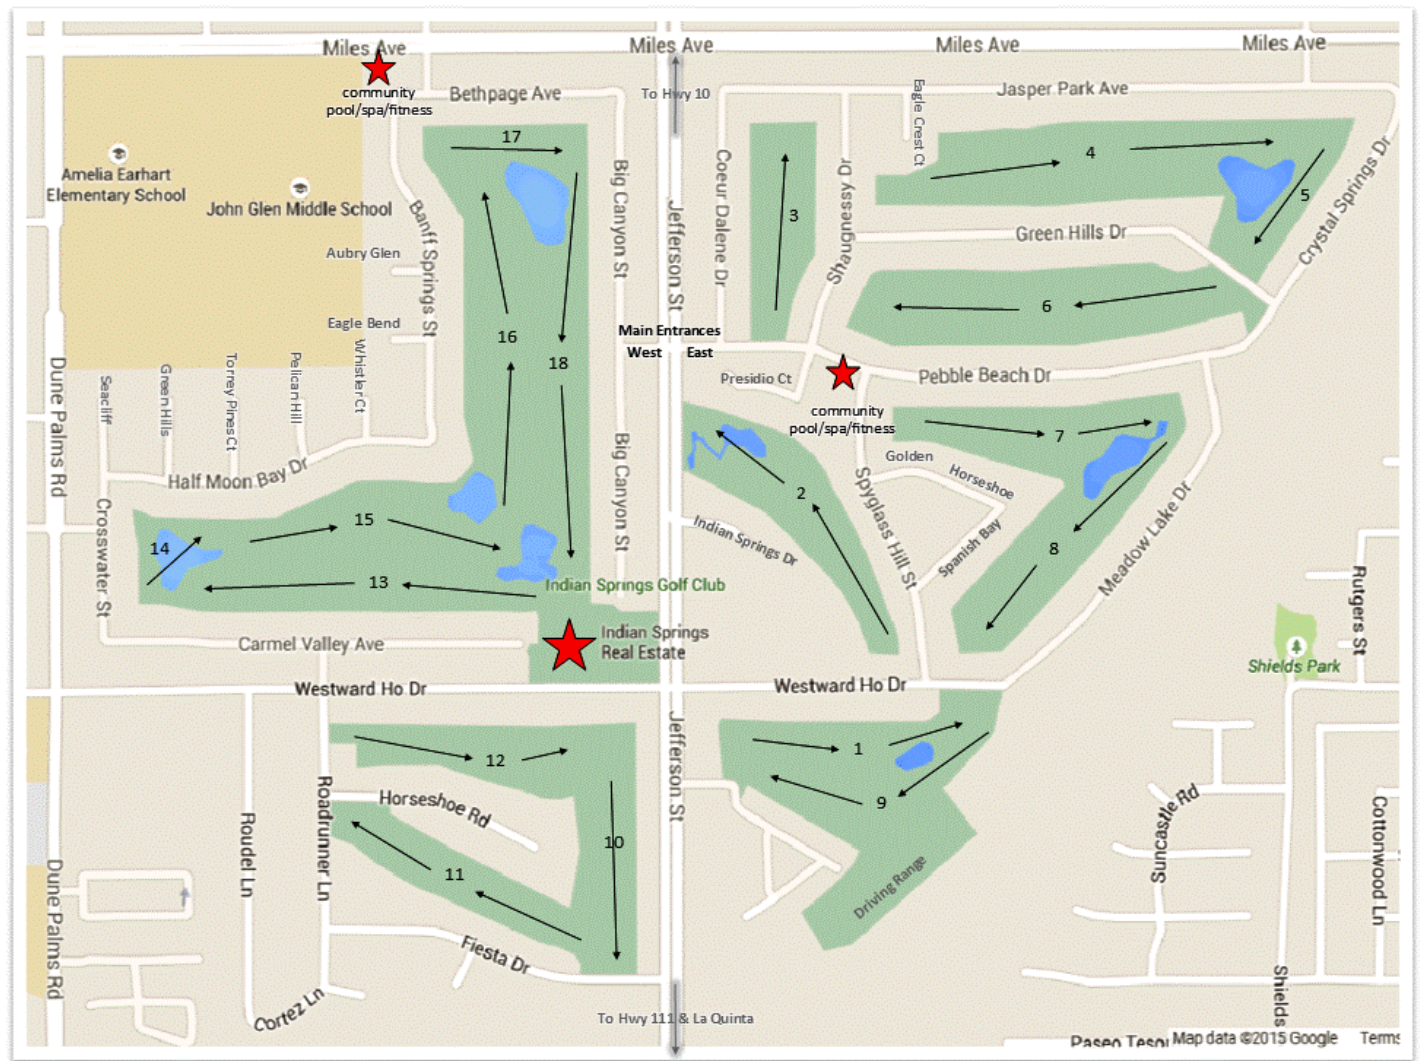 Miles Ave
Miles Ave
Miles Ave
Miles Ave
community
pool/spa/fitness
Bethpage Ave
To Hwy 10
Jasper Park Ave
Eagle Crest Ct
17
4
Amelia Earhart
Elementary School
John Glen Middle School
Banff Springs St
Big Canyon St
Jefferson St
Coeur Dalene Dr
3
Shaugnassy Dr
5
Crystal Springs Dr
Green Hills Dr
Aubry Glen
Eagle Bend
16
18
6
Main Entrances
West
East
Presidio Ct
Pebble Beach Dr
community
pool/spa/fitness
Dune Palms Rd
Seacliff
Green Hills
Torrey Pines Ct
Pelican Hill
Whistler Ct
Half Moon Bay Dr
Big Canyon St
7
Golden
Horseshoe
2
Spyglass Hill St
Spanish Bay
Indian Springs Dr
8
Meadow Lake Dr
Crosswater St
14
15
13
Indian Springs Golf Club
Indian Springs
Real Estate
Carmel Valley Ave
Rutgers St
Shields Park
Westward Ho Dr
Westward Ho Dr
12
Jefferson St
1
9
Horseshoe Rd
Roadrunner Ln
Roudel Ln
10
11
Driving Range
Suncastle Rd
Cottonwood Ln
Dune Palms Rd
Fiesta Dr
Cortez Ln
Shields
To Hwy 111 & La Quinta
Paseo Tesor
Map data ©2015 Google
Terms